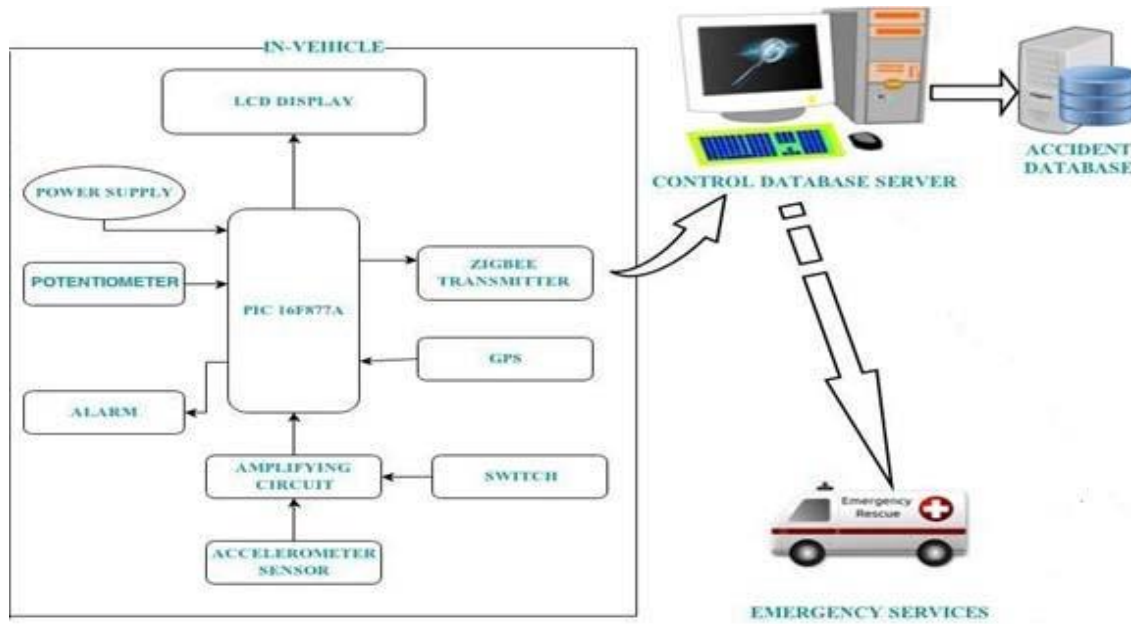 IN-VEHICLE
LCD DISPLAY
POWER SUPPLY
POTENTIOMETER
PIC 16F877A
ZIGBEE
TRANSMITTER
GPS
ALARM
AMPLIFYING
CIRCUIT
SWITCH
ACCELEROMETER
SENSOR
CONTROL DATABASE SERVER
ACCIDENT
DATABASE
Emergency
Rescue
EMERGENCY SERVICES